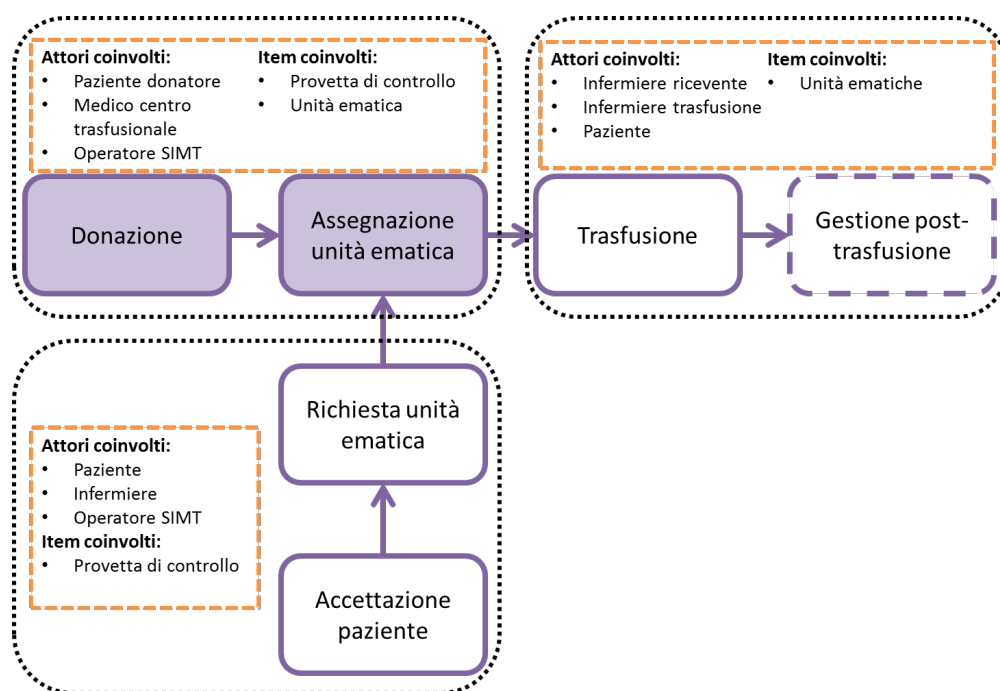 Attori coinvolti:
• Paziente donatore
• Medico centro
trasfusionale
• Operatore SIMT
Item coinvolti:
• Provetta di controllo
• Unità ematica
Attori coinvolti:
• Infermiere ricevente
• Infermiere trasfusione
• Paziente
Item coinvolti:
• Unità ematiche
Donazione
Assegnazione
unità ematica
Trasfusione
Gestione post-
trasfusione
Richiesta unità
ematica
Attori coinvolti:
• Paziente
• Infermiere
• Operatore SIMT
Item coinvolti:
• Provetta di controllo
Accettazione
paziente